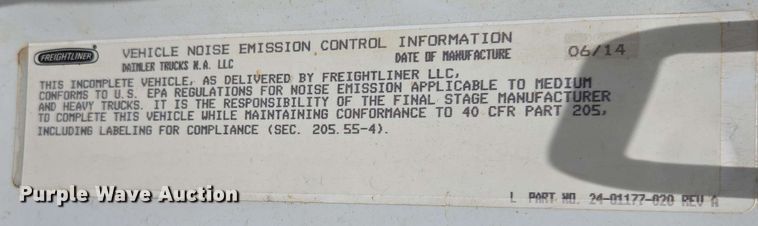 FREIGHTLINER
VEHICLE NOISE EMISSION CONTROL INFORMATION
DAIMLER TRUCKS N.A. LLC DATE OF MANUFACTURE 06/14
THIS INCOMPLETE VEHICLE, AS DELIVERED BY FREIGHTLINER LLC,
CONFORMS TO U.S. EPA REGULATIONS FOR NOISE EMISSION APPLICABLE TO MEDIUM
AND HEAVY TRUCKS. IT IS THE RESPONSIBILITY OF THE FINAL STAGE MANUFACTURER
TO COMPLETE THIS VEHICLE WHILE MAINTAINING CONFORMANCE TO 40 CFR PART 205,
INCLUDING LABELING FOR COMPLIANCE (SEC. 205.55-4).
L PART NO. 24-01177-020 REV A
Purple Wave Auction